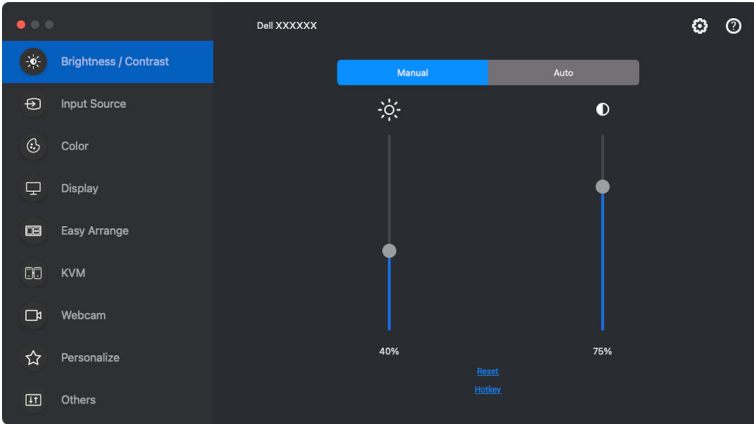 Dell XXXXXX
Brightness / Contrast
Input Source
Color
Display
Easy Arrange
KVM
Webcam
Personalize
Others
Manual
Auto
40%
75%
Reset
Hotkey